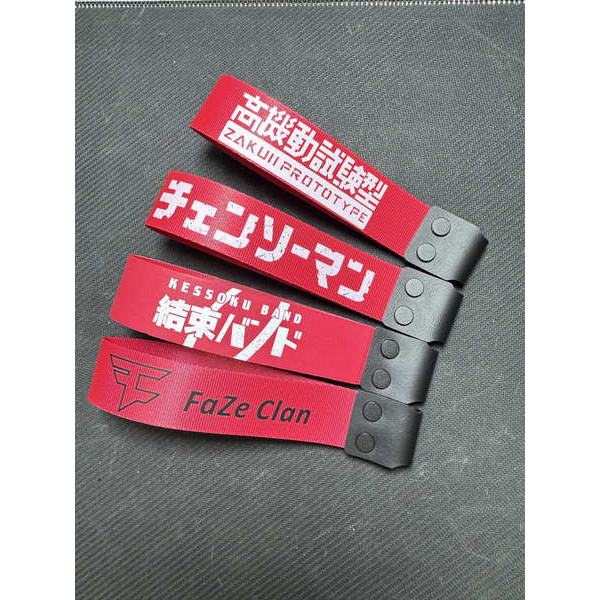 高機動試験型
ZAKUII PROTOTYPE
チェンソーマン
KESSOKU BAND
結束バンド
FaZe Clan